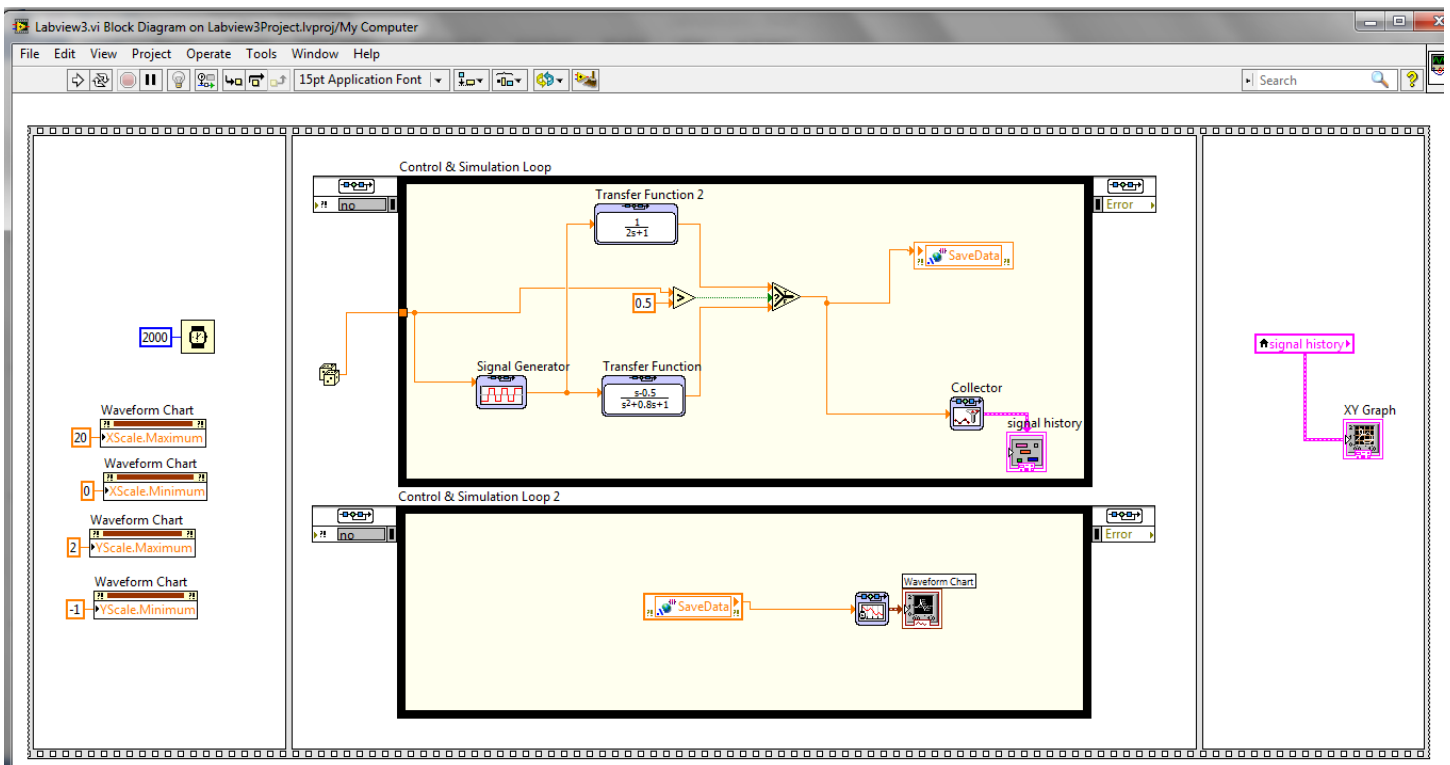 Labview3.vi Block Diagram on Labview3Project.lvproj/My Computer
File Edit View Project Operate Tools Window Help
15pt Application Font
Search
?
Control & Simulation Loop
no
Error
Transfer Function 2
1
2s+1
SaveData
0.5
>
2000
signal history
Signal Generator
Transfer Function
s-0.5
s²+0.8s+1
Collector
signal history
XY Graph
Waveform Chart
20
XScale.Maximum
Waveform Chart
0
XScale.Minimum
Waveform Chart
2
YScale.Maximum
Waveform Chart
-1
YScale.Minimum
Control & Simulation Loop 2
no
Error
SaveData
Waveform Chart